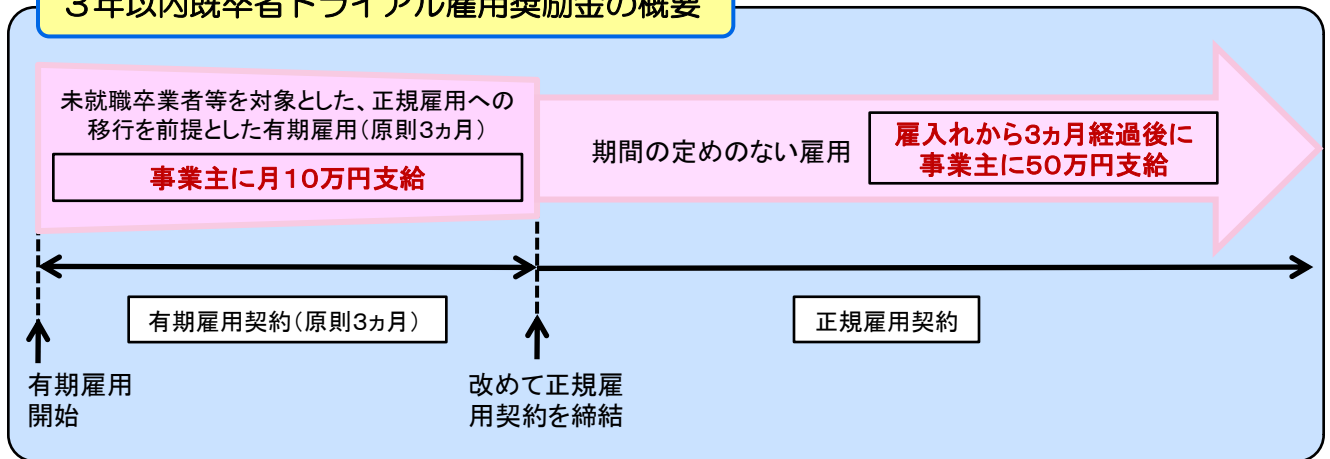 ３年以内既卒者トライアル雇用奨励金の概要
未就職卒業者等を対象とした、正規雇用への
移行を前提とした有期雇用（原則3ヵ月）
事業主に月１０万円支給
期間の定めのない雇用
雇入れから3ヵ月経過後に
事業主に５０万円支給
有期雇用契約（原則3ヵ月）
正規雇用契約
有期雇用
開始
改めて正規雇
用契約を締結